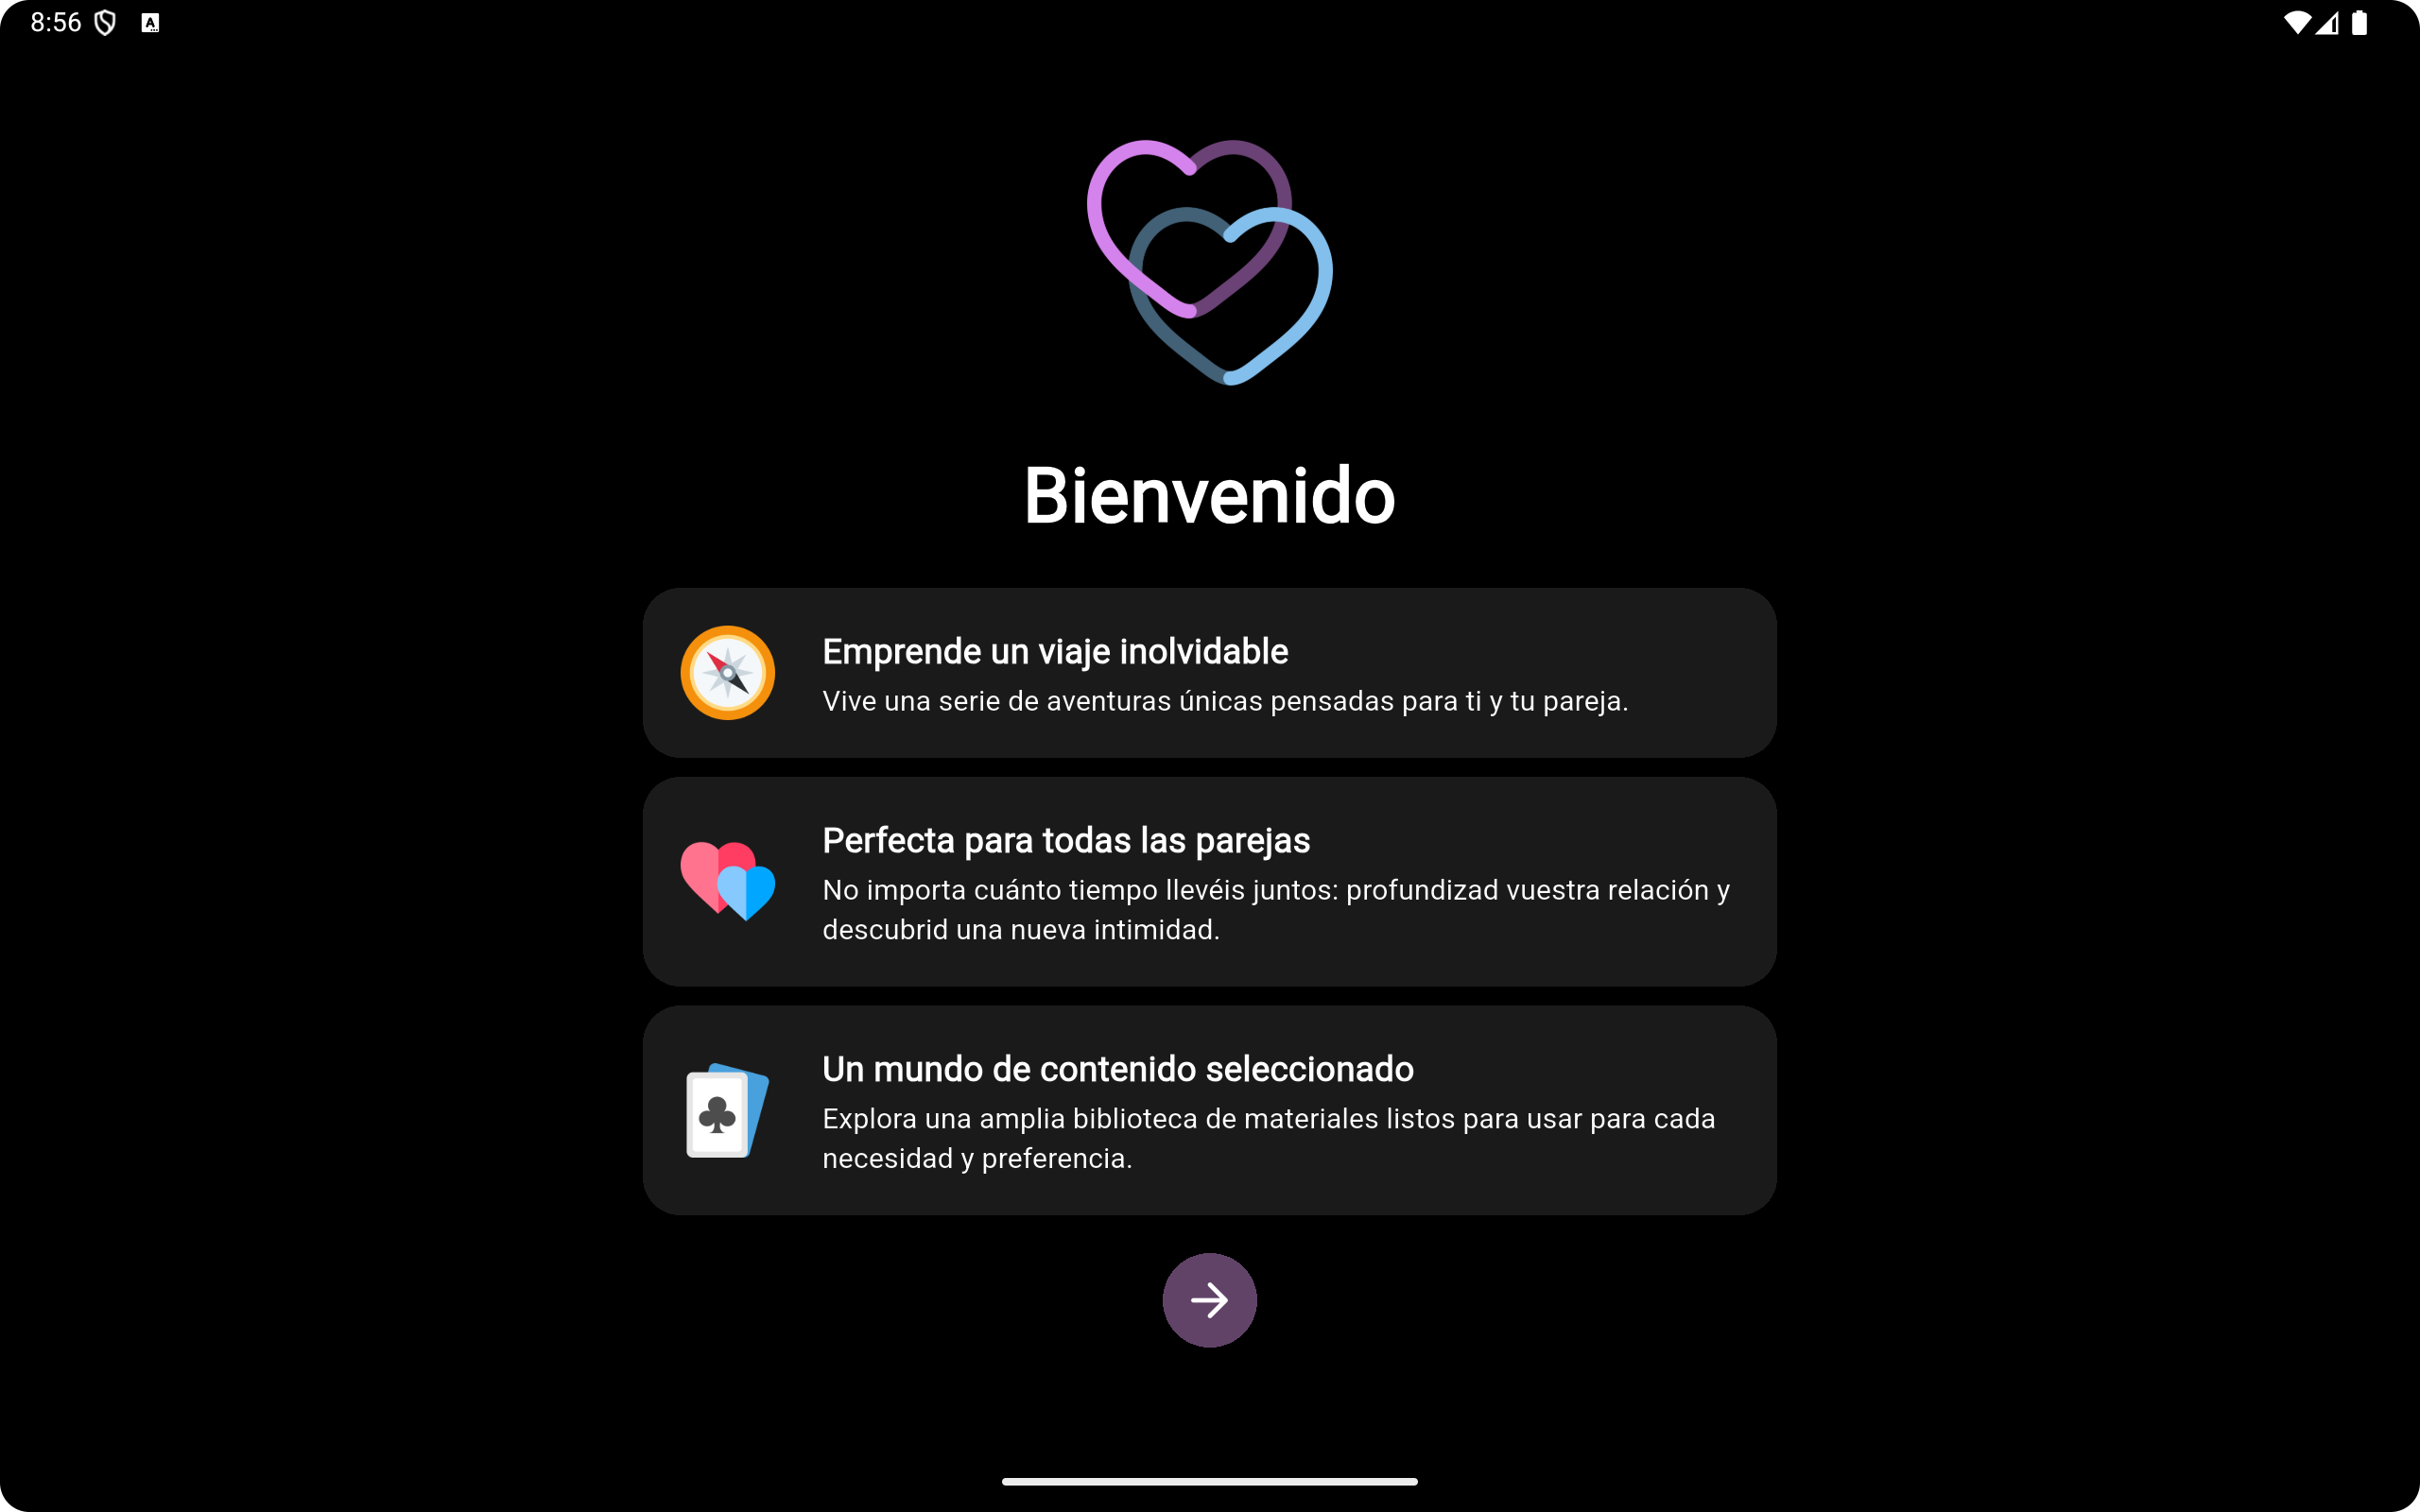 8:56
Bienvenido
Emprende un viaje inolvidable
Vive una serie de aventuras únicas pensadas para ti y tu pareja.
Perfecta para todas las parejas
No importa cuánto tiempo llevéis juntos: profundizad vuestra relación y
descubrid una nueva intimidad.
Un mundo de contenido seleccionado
Explora una amplia biblioteca de materiales listos para usar para cada
necesidad y preferencia.